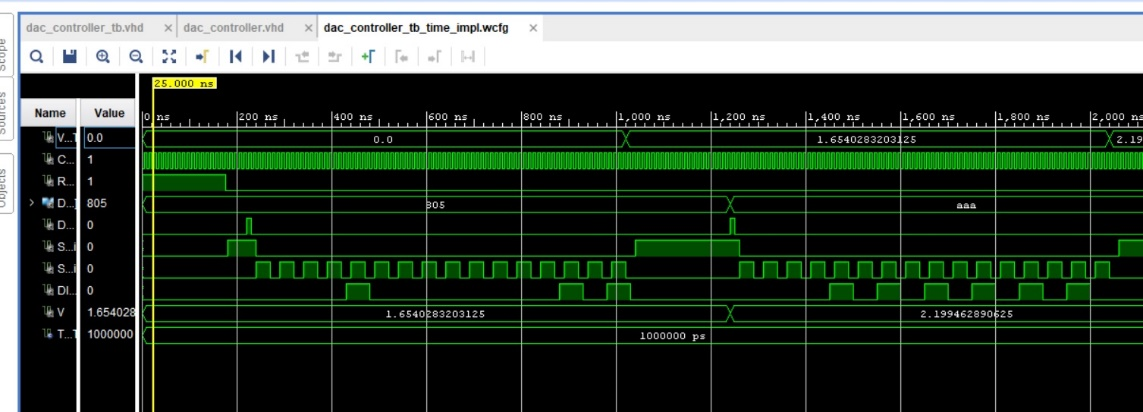 dac_controller_tb.vhd × dac_controller.vhd × dac_controller_tb_time_impl.wcfg ×
Scope
Sources
Objects
25.000 ns
Name Value
0 ns 200 ns 400 ns 600 ns 800 ns 1,000 ns 1,200 ns 1,400 ns 1,600 ns 1,800 ns 2,000 ns
V...T 0.0 0.0 1.6540283203125 2.19
C... 1
R... 1
D...] 805 805 aaa
D... 0
S...i 0
S...i 0
DI... 0
V 1.654028 1.6540283203125 2.199462890625
T...T 1000000 1000000 ps